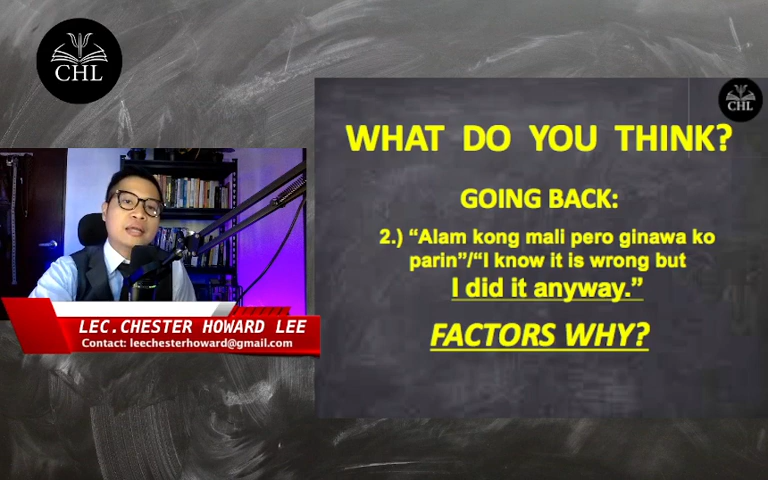 CHL
CHL
WHAT DO YOU THINK?
GOING BACK:
2.) “Alam kong mali pero ginawa ko
parin”/“I know it is wrong but
I did it anyway.”
FACTORS WHY?
LEC.CHESTER HOWARD LEE
Contact: leechesterhoward@gmail.com